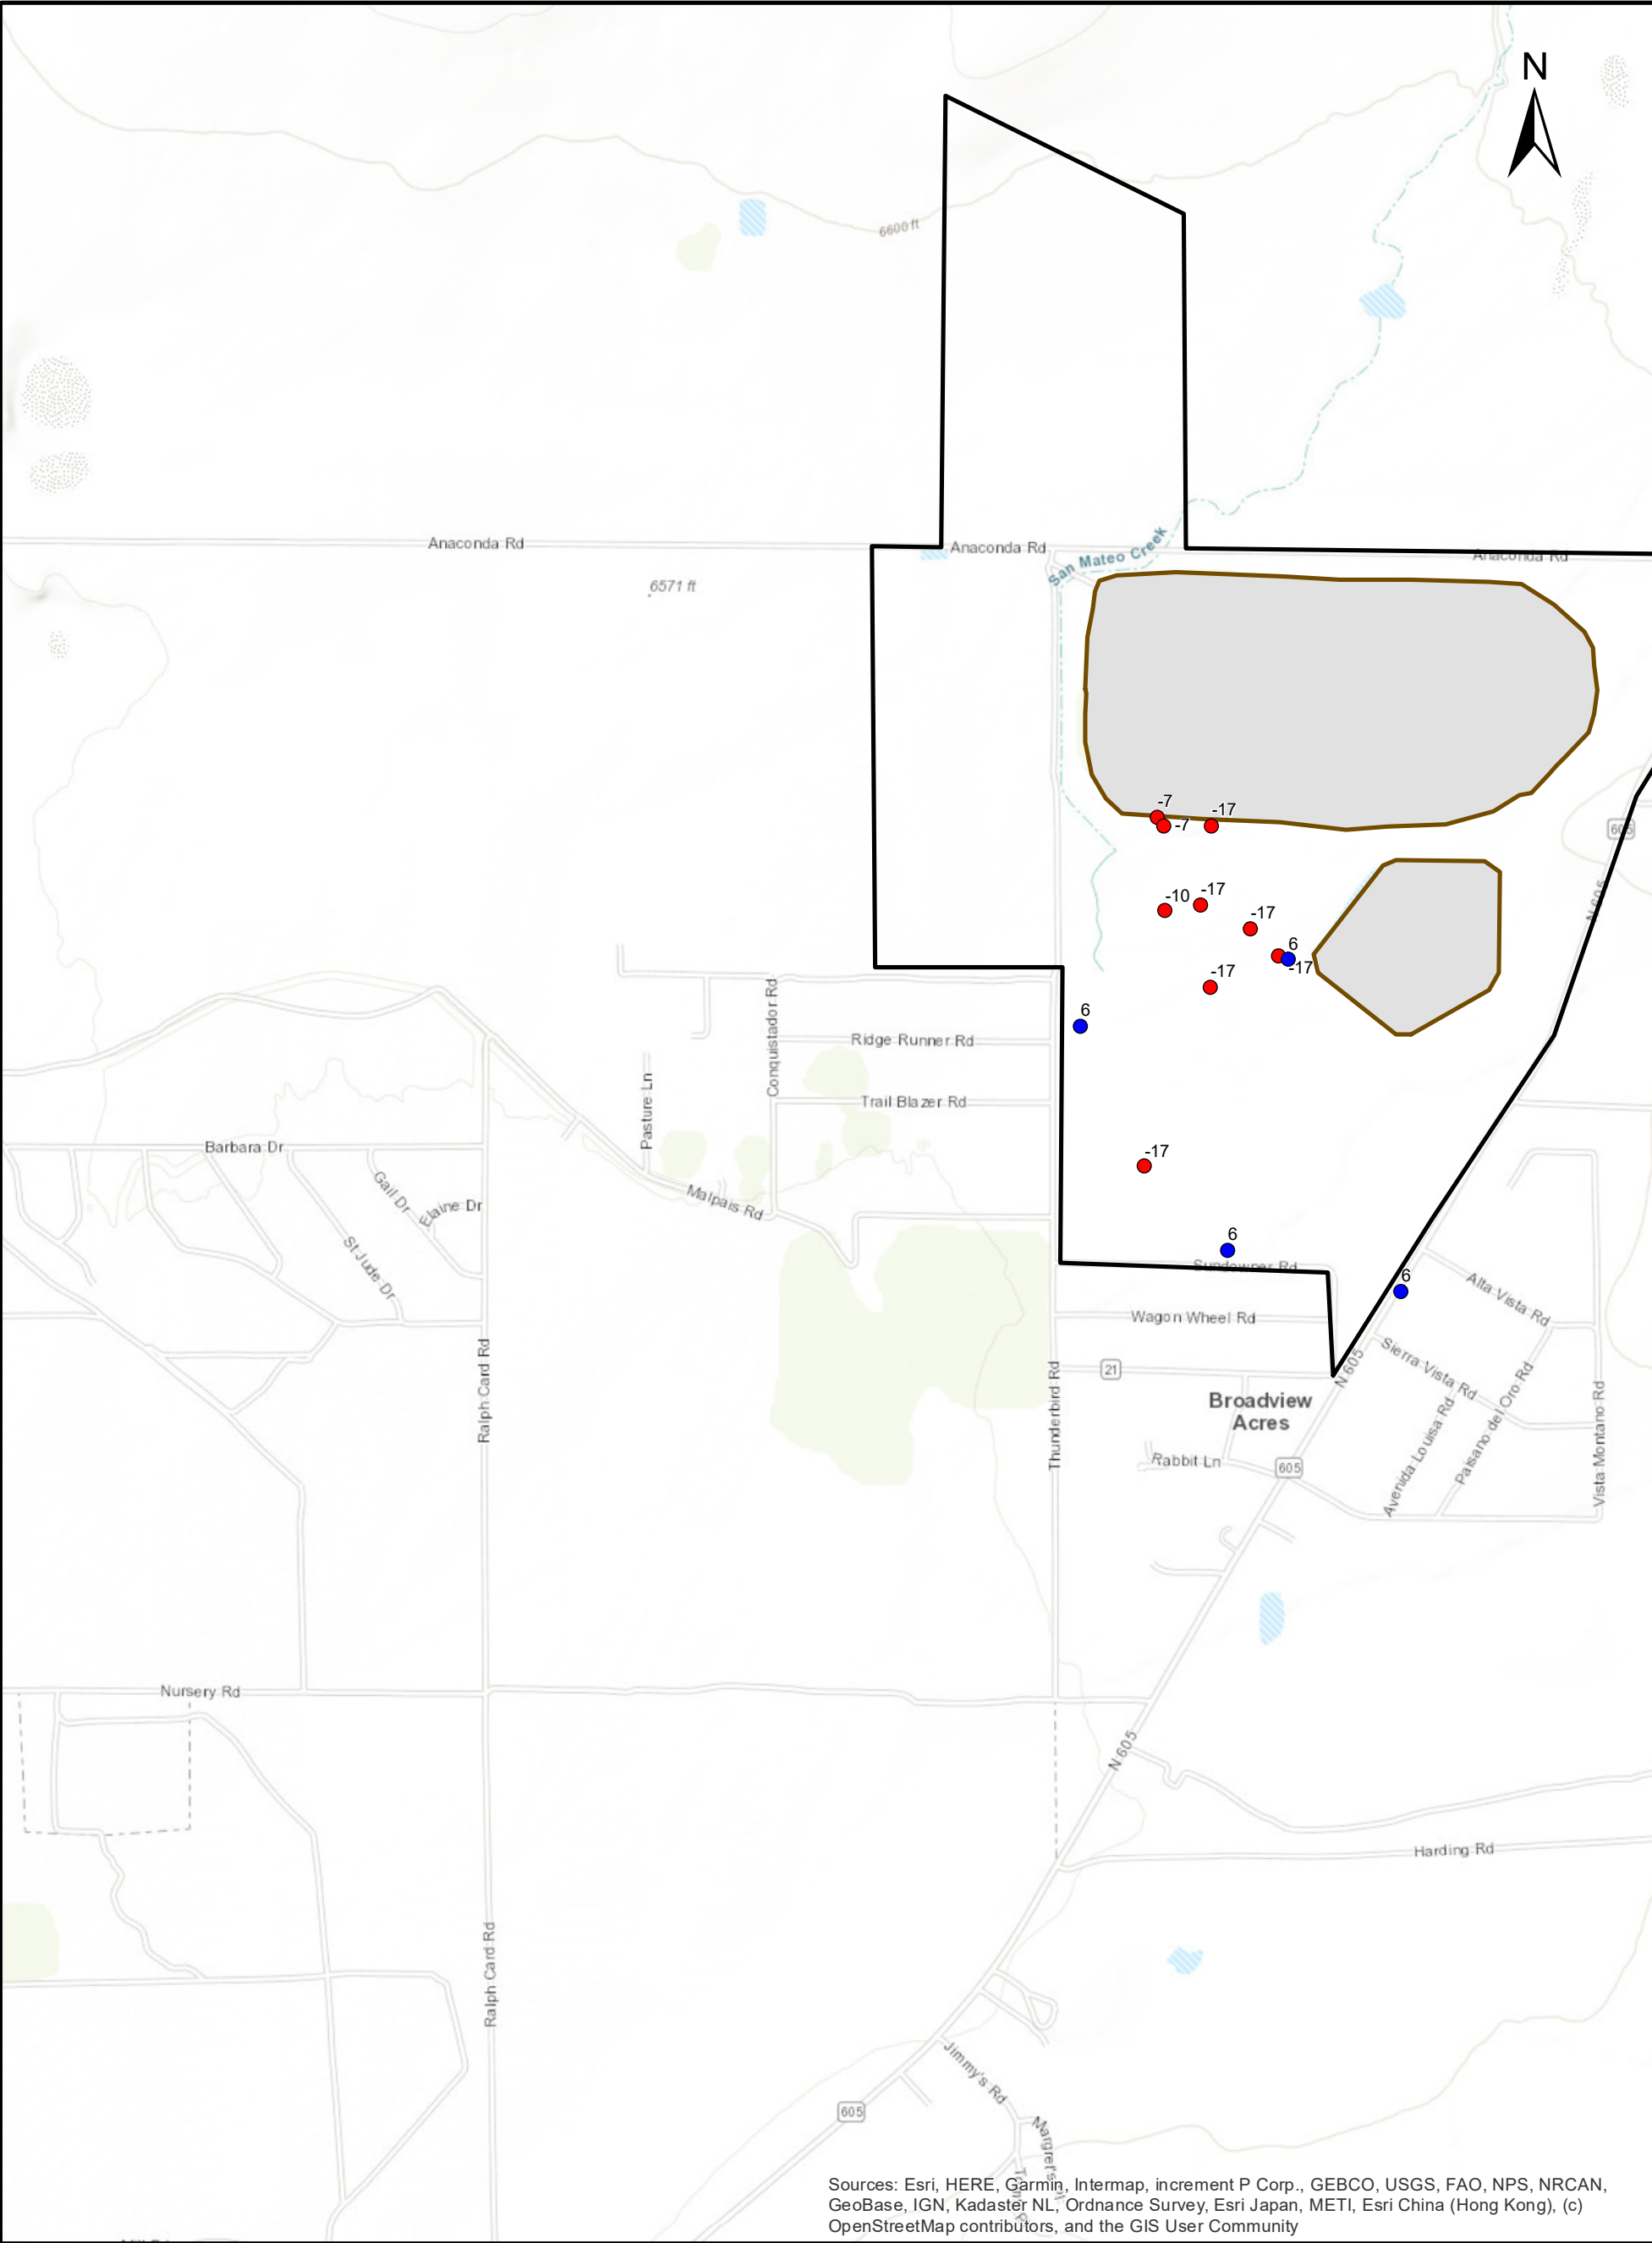 N
6600 ft
Anaconda Rd
Anaconda Rd
San Mateo Creek
Anaconda Rd
6571 ft
-7
-7
-17
605
N 605
-10
-17
-17
6
-17
-17
6
Conquistador Rd
Ridge Runner Rd
Pasture Ln
Trail Blazer Rd
Barbara Dr
-17
Gail Dr
Elaine Dr
Malpais Rd
St Jude Dr
6
Sundowner Rd
6
Alta Vista Rd
Wagon Wheel Rd
Sierra Vista Rd
Ralph Card Rd
Thunderbird Rd
21
N 605
Broadview
Acres
Paisano del Oro Rd
Avenida Louisa Rd
Vista Montano Rd
Rabbit Ln
605
Nursery Rd
N 605
Harding Rd
Ralph Card Rd
Jimmy's Rd
605
Sources: Esri, HERE, Garmin, Intermap, increment P Corp., GEBCO, USGS, FAO, NPS, NRCAN,
GeoBase, IGN, Kadaster NL, Ordnance Survey, Esri Japan, METI, Esri China (Hong Kong), (c)
OpenStreetMap contributors, and the GIS User Community